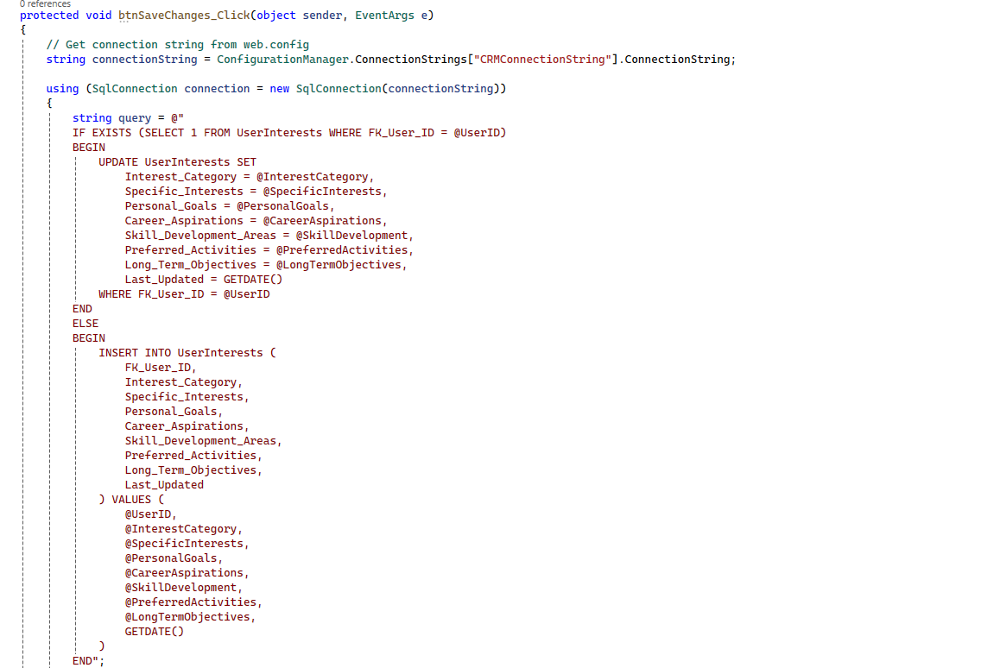 0 references
protected void btnSaveChanges_Click(object sender, EventArgs e)
{
// Get connection string from web.config
string connectionString = ConfigurationManager.ConnectionStrings["CRMConnectionString"].ConnectionString;
using (SqlConnection connection = new SqlConnection(connectionString))
{
string query = @"
IF EXISTS (SELECT 1 FROM UserInterests WHERE FK_User_ID = @UserID)
BEGIN
UPDATE UserInterests SET
Interest_Category = @InterestCategory,
Specific_Interests = @SpecificInterests,
Personal_Goals = @PersonalGoals,
Career_Aspirations = @CareerAspirations,
Skill_Development_Areas = @SkillDevelopment,
Preferred_Activities = @PreferredActivities,
Long_Term_Objectives = @LongTermObjectives,
Last_Updated = GETDATE()
WHERE FK_User_ID = @UserID
END
ELSE
BEGIN
INSERT INTO UserInterests (
FK_User_ID,
Interest_Category,
Specific_Interests,
Personal_Goals,
Career_Aspirations,
Skill_Development_Areas,
Preferred_Activities,
Long_Term_Objectives,
Last_Updated
) VALUES (
@UserID,
@InterestCategory,
@SpecificInterests,
@PersonalGoals,
@CareerAspirations,
@SkillDevelopment,
@PreferredActivities,
@LongTermObjectives,
GETDATE()
)
END";